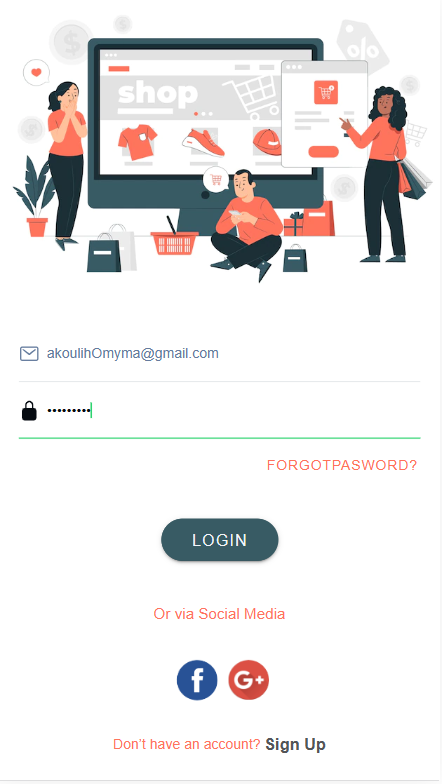 shop
akoulihOmyma@gmail.com
•••••••••
FORGOTPASWORD?
LOGIN
Or via Social Media
f G+
Don't have an account? Sign Up